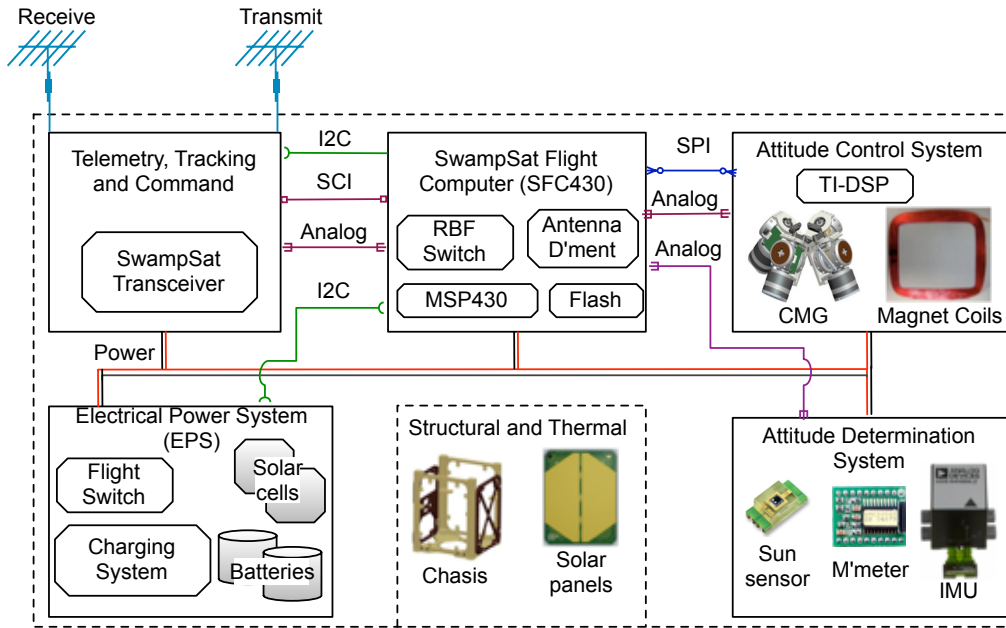 Receive
Transmit
Telemetry, Tracking
and Command
SwampSat
Transceiver
I2C
SCI
Analog
I2C
SwampSat Flight
Computer (SFC430)
RBF
Switch
Antenna
D'ment
MSP430
Flash
SPI
Analog
Analog
Attitude Control System
TI-DSP
CMG
Magnet Coils
Power
Electrical Power System
(EPS)
Flight
Switch
Solar
cells
Charging
System
Batteries
Structural and Thermal
Chasis
Solar
panels
Attitude Determination
System
Sun
sensor
M'meter
ANALOG
DEVICES
IMU